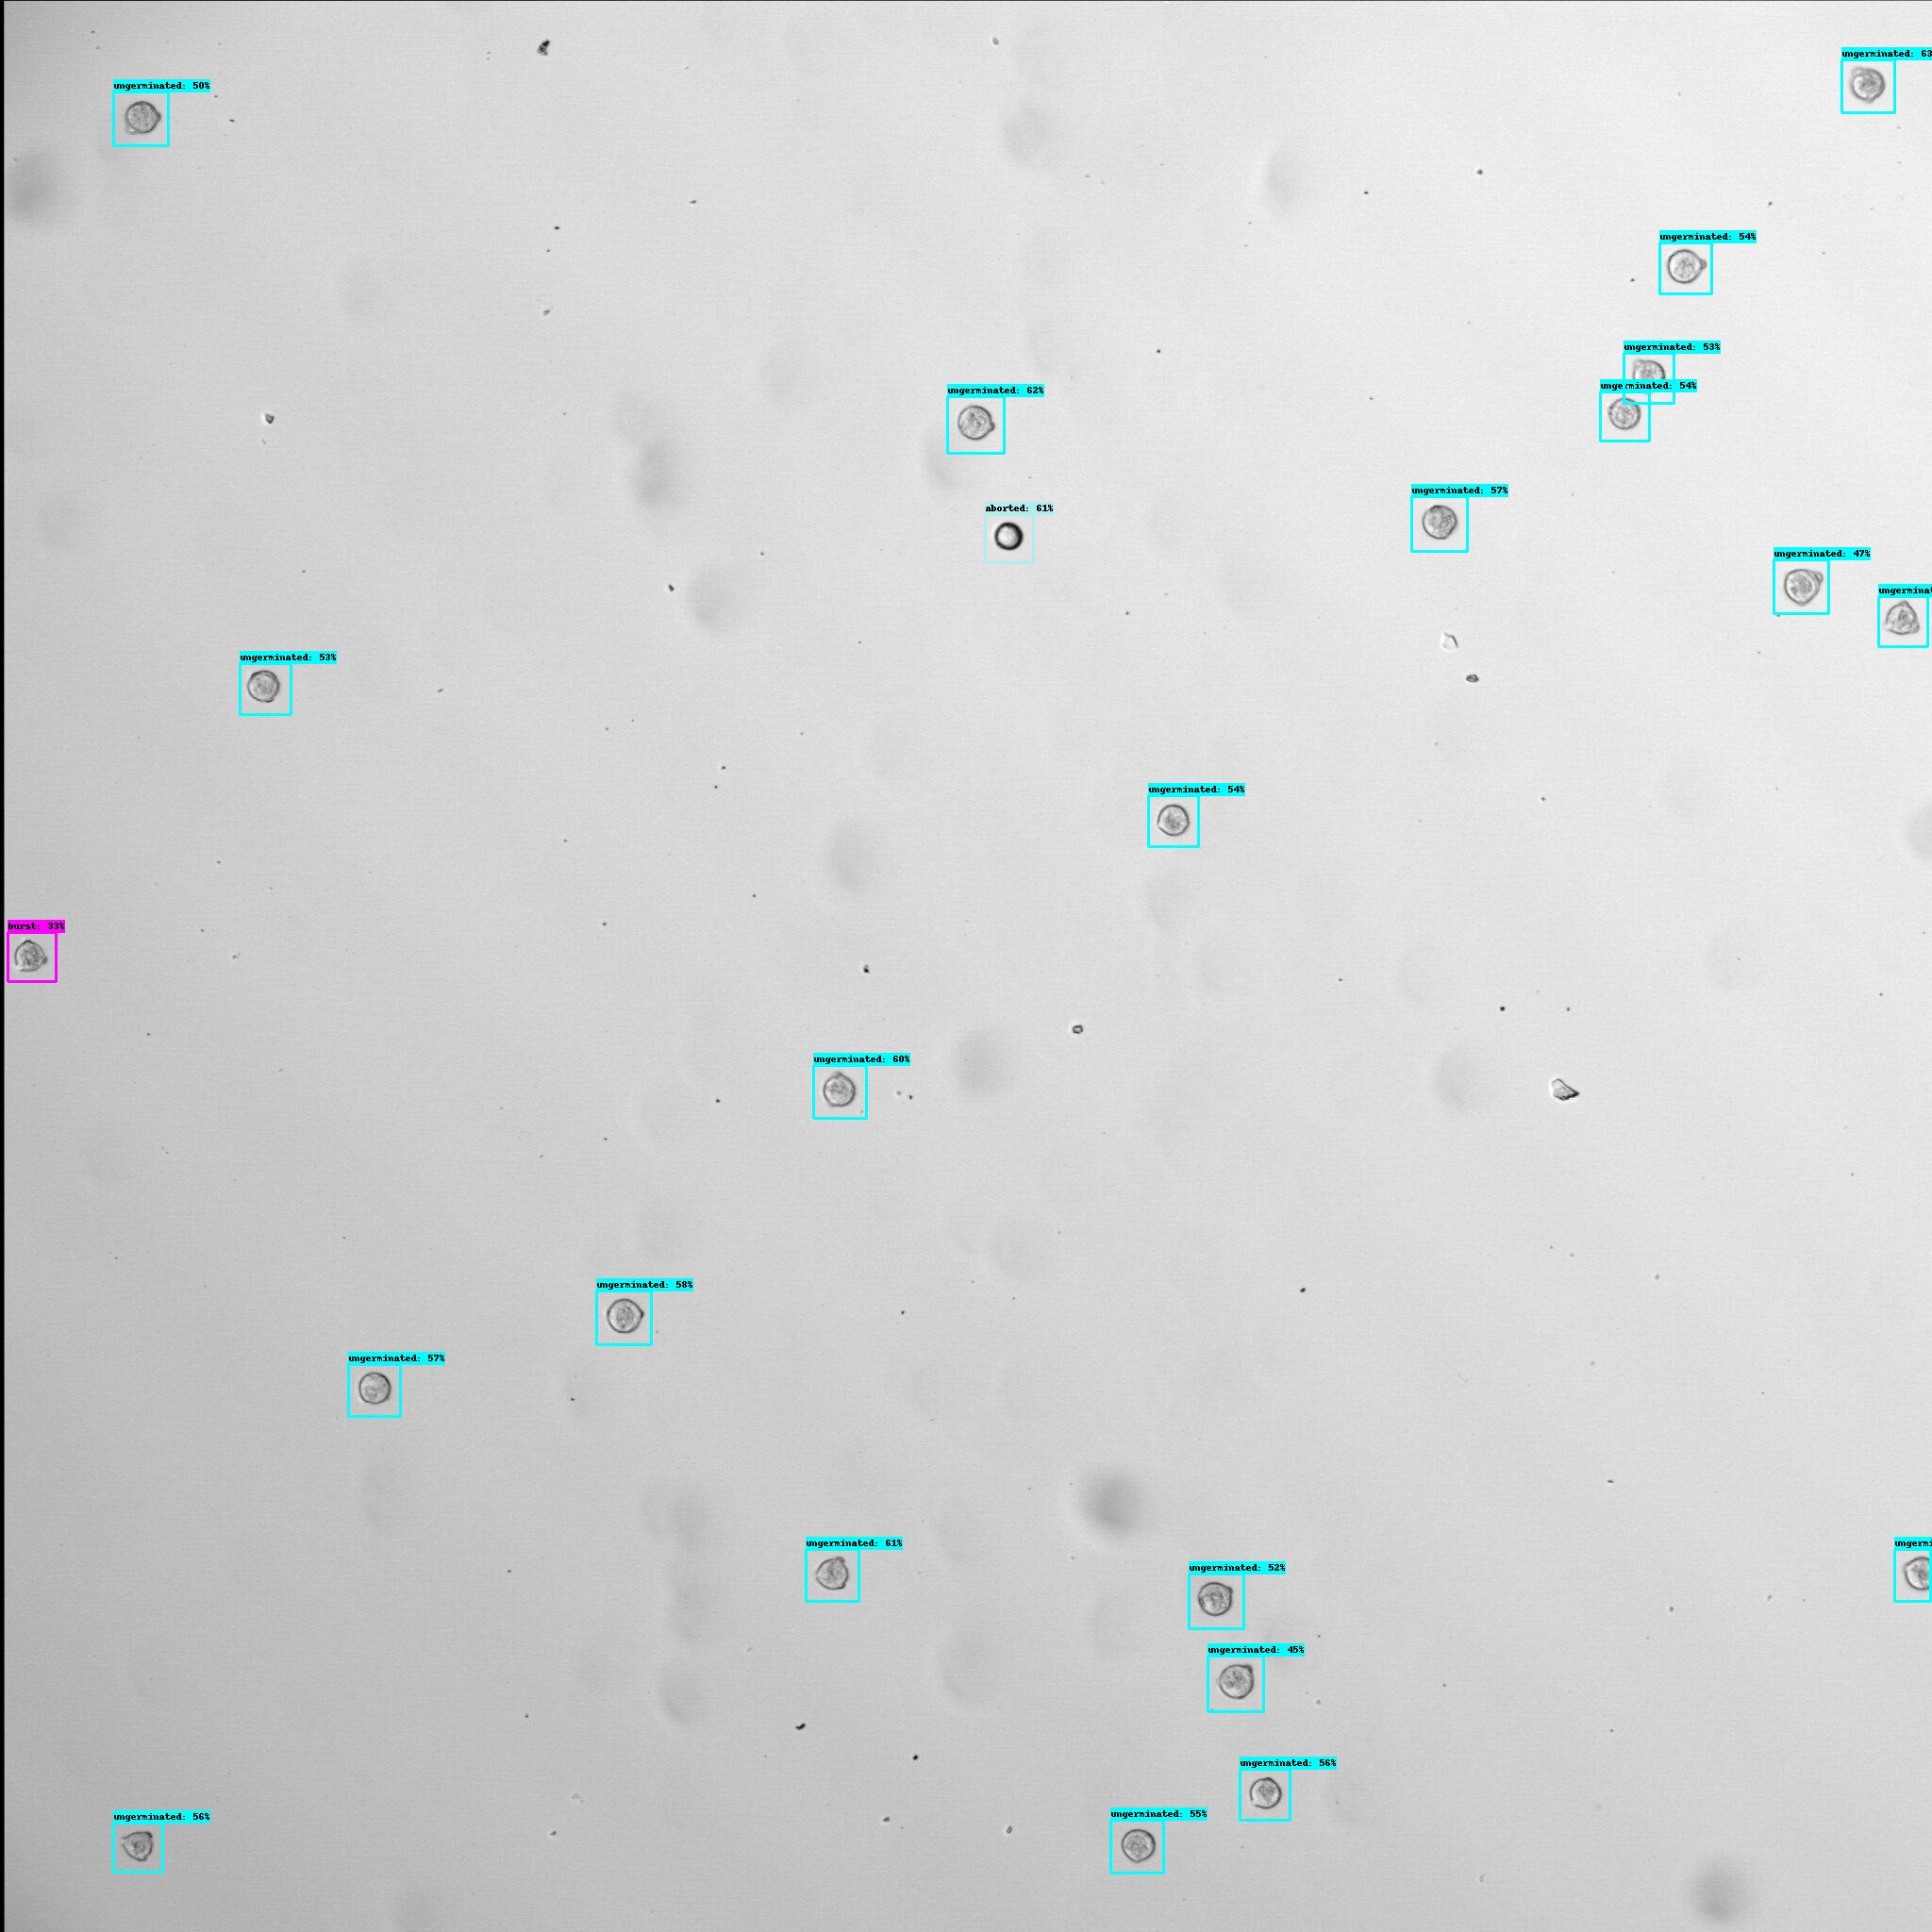 ungerminated: 63
ungerminated: 50%
ungerminated: 54%
ungerminated: 53%
ungerminated: 54%
ungerminated: 62%
ungerminated: 57%
aborted: 61%
ungerminated: 47%
ungerminat
ungerminated: 53%
ungerminated: 54%
burst: 33%
ungerminated: 60%
ungerminated: 58%
ungerminated: 57%
ungerminated: 61%
ungermi
ungerminated: 52%
ungerminated: 45%
ungerminated: 56%
ungerminated: 55%
ungerminated: 56%